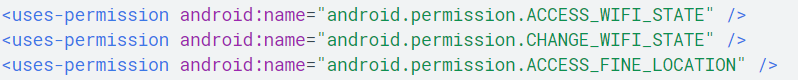 <uses-permission android:name="android.permission.ACCESS_WIFI_STATE" />
<uses-permission android:name="android.permission.CHANGE_WIFI_STATE" />
<uses-permission android:name="android.permission.ACCESS_FINE_LOCATION" />